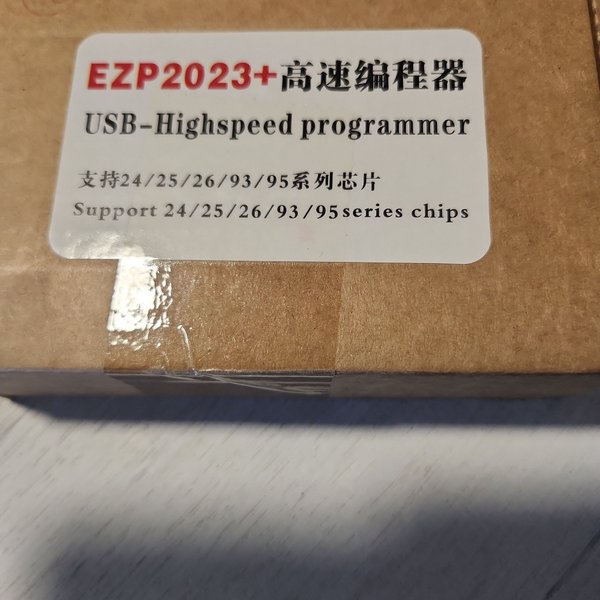 EZP2023+高速编程器
USB-Highspeed programmer
支持24/25/26/93/95系列芯片
Support 24/25/26/93/95series chips